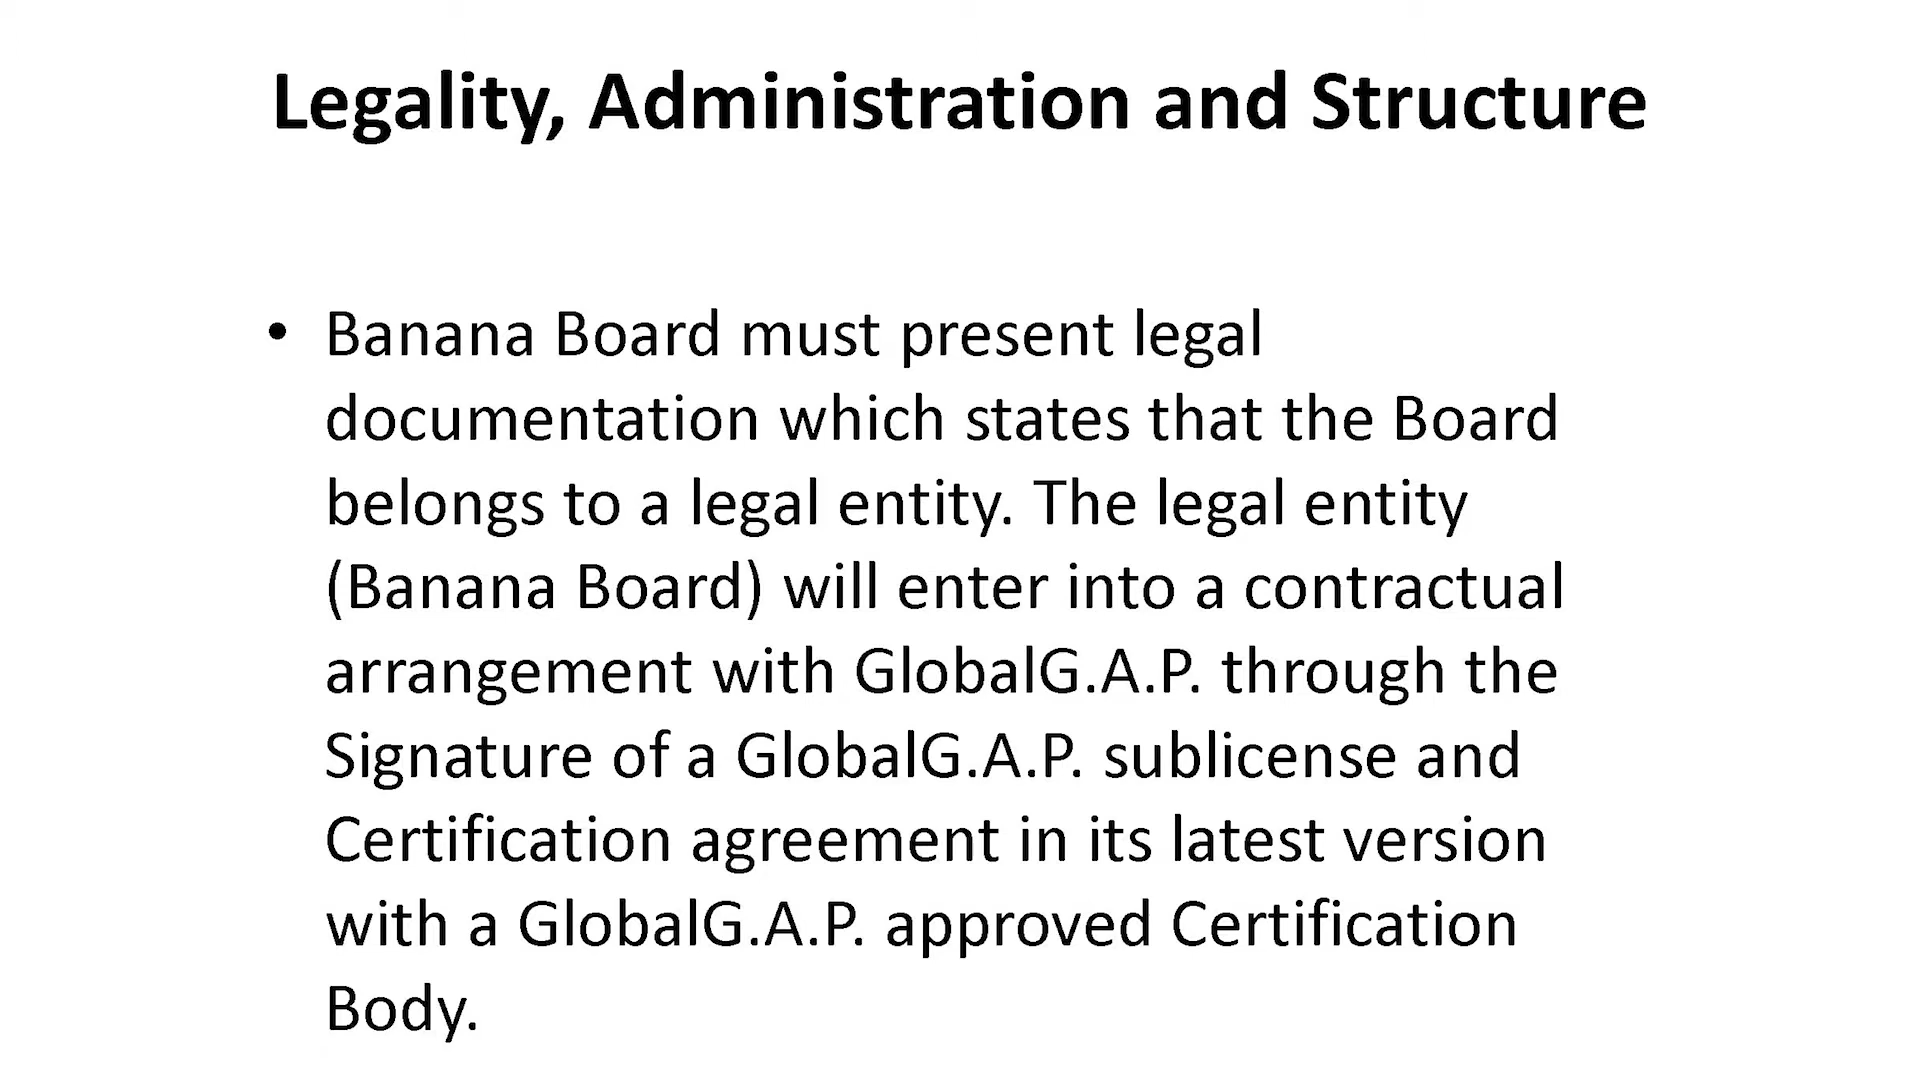 Legality, Administration and Structure
• Banana Board must present legal
documentation which states that the Board
belongs to a legal entity. The legal entity
(Banana Board) will enter into a contractual
arrangement with GlobalG.A.P. through the
Signature of a GlobalG.A.P. sublicense and
Certification agreement in its latest version
with a GlobalG.A.P. approved Certification
Body.